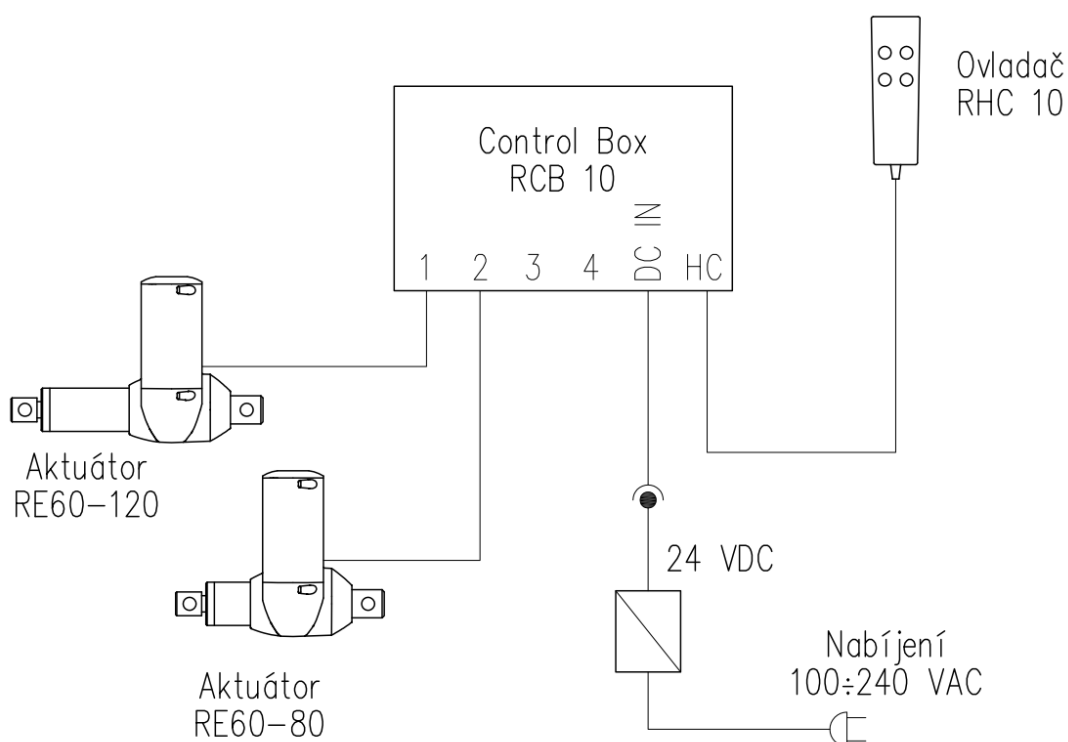 Ovladač
RHC 10
Control Box
RCB 10
1 2 3 4 DC IN HC
Aktuátor
RE60-120
Aktuátor
RE60-80
24 VDC
Nabíjení
100÷240 VAC